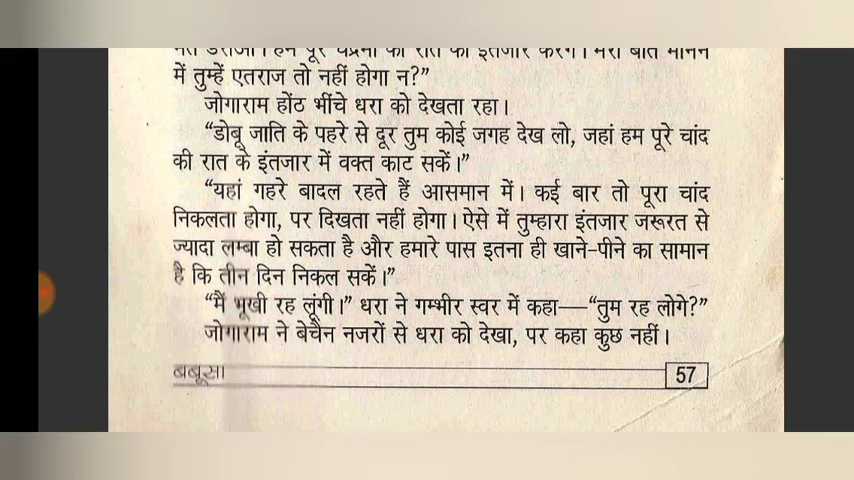 में तुम्हें एतराज तो नहीं होगा न?”
जोगाराम होंठ भींचे धरा को देखता रहा।
“डोबू जाति के पहरे से दूर तुम कोई जगह देख लो, जहां हम पूरे चांद
की रात के इंतजार में वक्त काट सकें।”
“यहां गहरे बादल रहते हैं आसमान में। कई बार तो पूरा चांद
निकलता होगा, पर दिखता नहीं होगा। ऐसे में तुम्हारा इंतजार जरूरत से
ज्यादा लम्बा हो सकता है और हमारे पास इतना ही खाने-पीने का सामान
है कि तीन दिन निकल सकें।”
“मैं भूखी रह लूंगी।” धरा ने गम्भीर स्वर में कहा—“तुम रह लोगे?”
जोगाराम ने बेचैन नजरों से धरा को देखा, पर कहा कुछ नहीं।
बबूसा 57